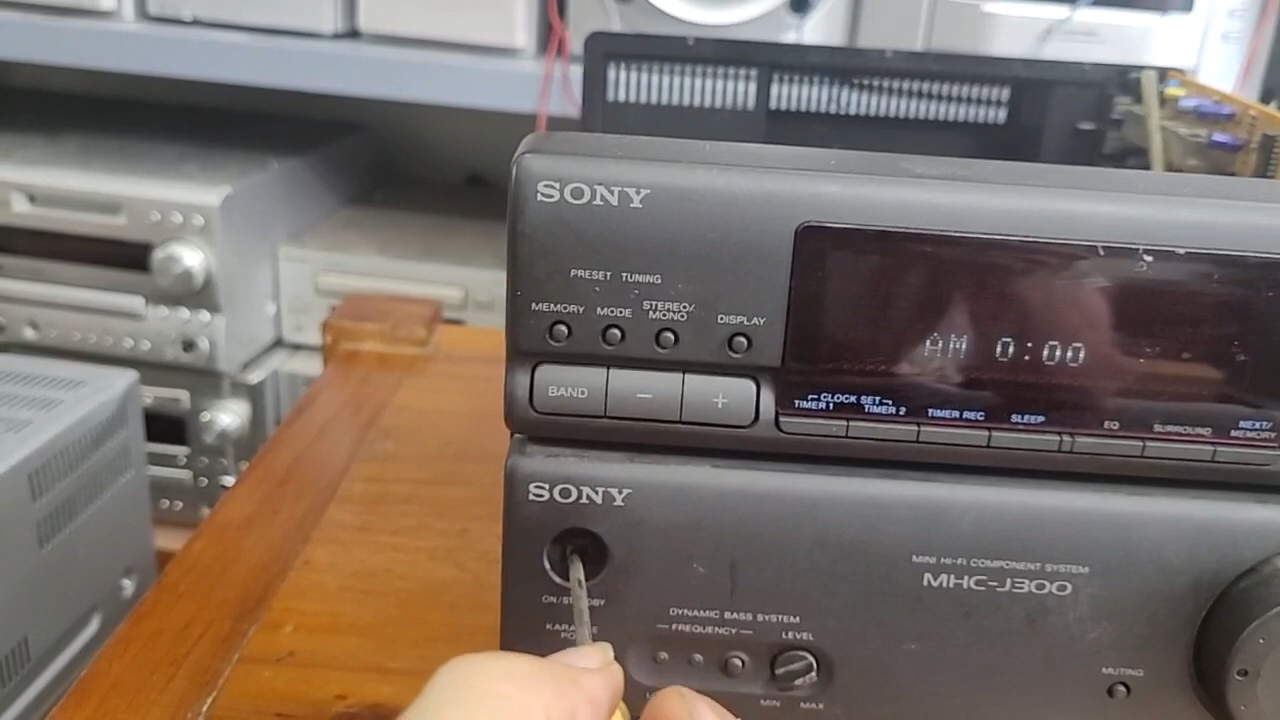 SONY
PRESET TUNING
MEMORY
MODE
STEREO/
MONO
DISPLAY
AM 0:00
BAND
−
+
CLOCK SET
TIMER 1
TIMER 2
TIMER REC
SLEEP
EQ
SURROUND
NEXT/
MEMORY
SONY
MINI HI-FI COMPONENT SYSTEM
MHC-J300
DYNAMIC BASS SYSTEM
FREQUENCY
LEVEL
MIN
MAX
MUTING